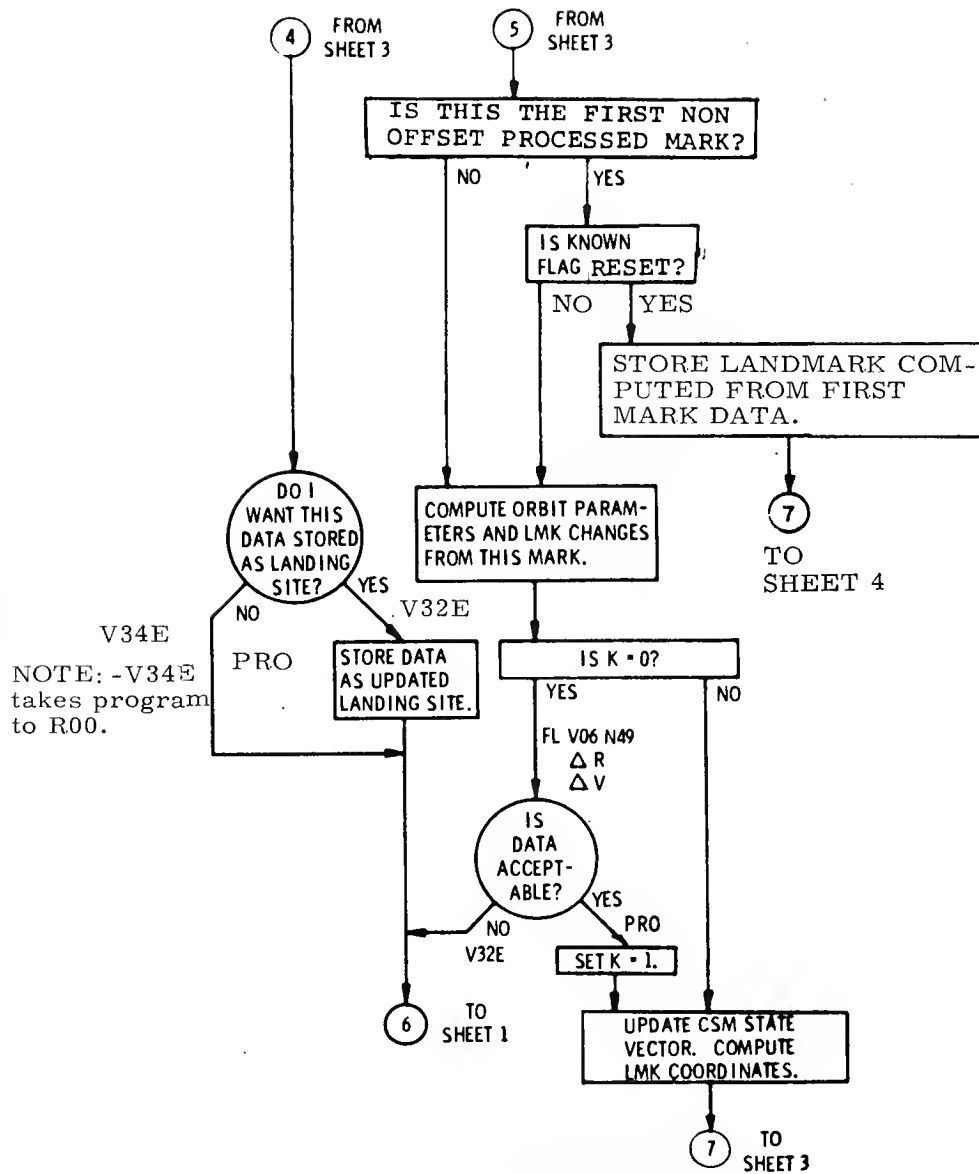 4
FROM
SHEET 3
5
FROM
SHEET 3
IS THIS THE FIRST NON
OFFSET PROCESSED MARK?
NO
YES
IS KNOWN
FLAG RESET?
NO
YES
STORE LANDMARK COM-
PUTED FROM FIRST
MARK DATA.
7
TO
SHEET 4
DO I
WANT THIS
DATA STORED
AS LANDING
SITE?
NO
YES
V32E
V34E
PRO
NOTE: -V34E
takes program
to R00.
STORE DATA
AS UPDATED
LANDING SITE.
COMPUTE ORBIT PARAM-
ETERS AND LMK CHANGES
FROM THIS MARK.
IS K = 0?
YES
NO
FL V06 N49
Δ R
Δ V
IS
DATA
ACCEPT-
ABLE?
NO
V32E
YES
PRO
SET K = 1.
6
TO
SHEET 1
UPDATE CSM STATE
VECTOR. COMPUTE
LMK COORDINATES.
7
TO
SHEET 3